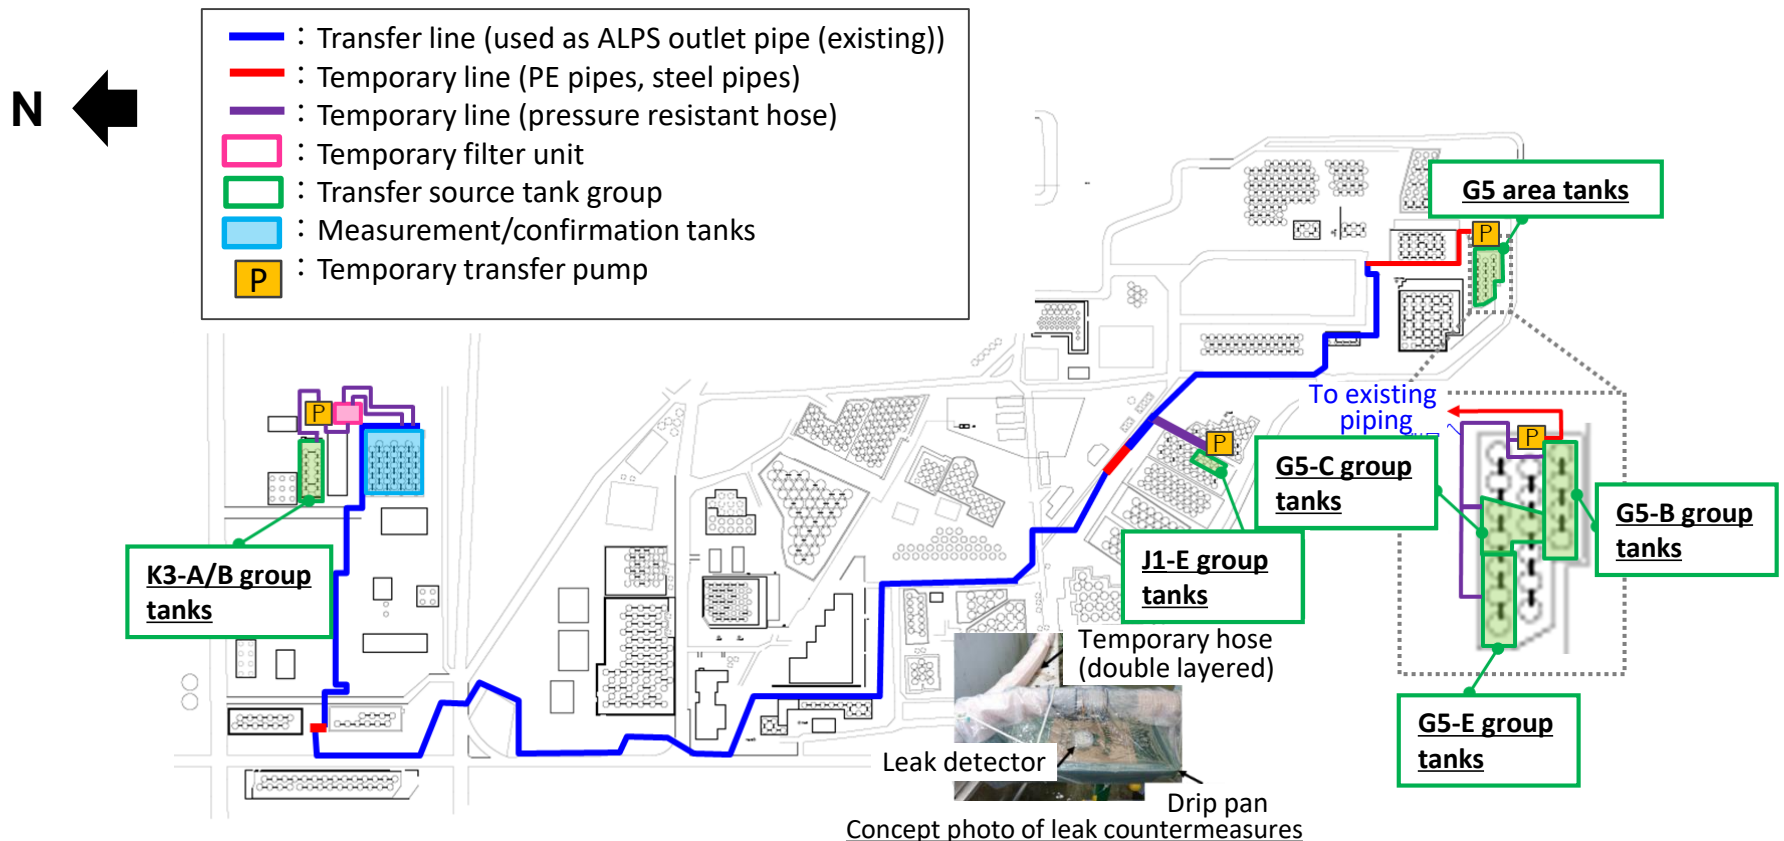 N
: Transfer line (used as ALPS outlet pipe (existing))
: Temporary line (PE pipes, steel pipes)
: Temporary line (pressure resistant hose)
: Temporary filter unit
: Transfer source tank group
: Measurement/confirmation tanks
P : Temporary transfer pump
G5 area tanks
P
To existing
piping
P
P
P
G5-C group
tanks
G5-B group
tanks
K3-A/B group
tanks
J1-E group
tanks
G5-E group
tanks
Temporary hose
(double layered)
Leak detector
Drip pan
Concept photo of leak countermeasures